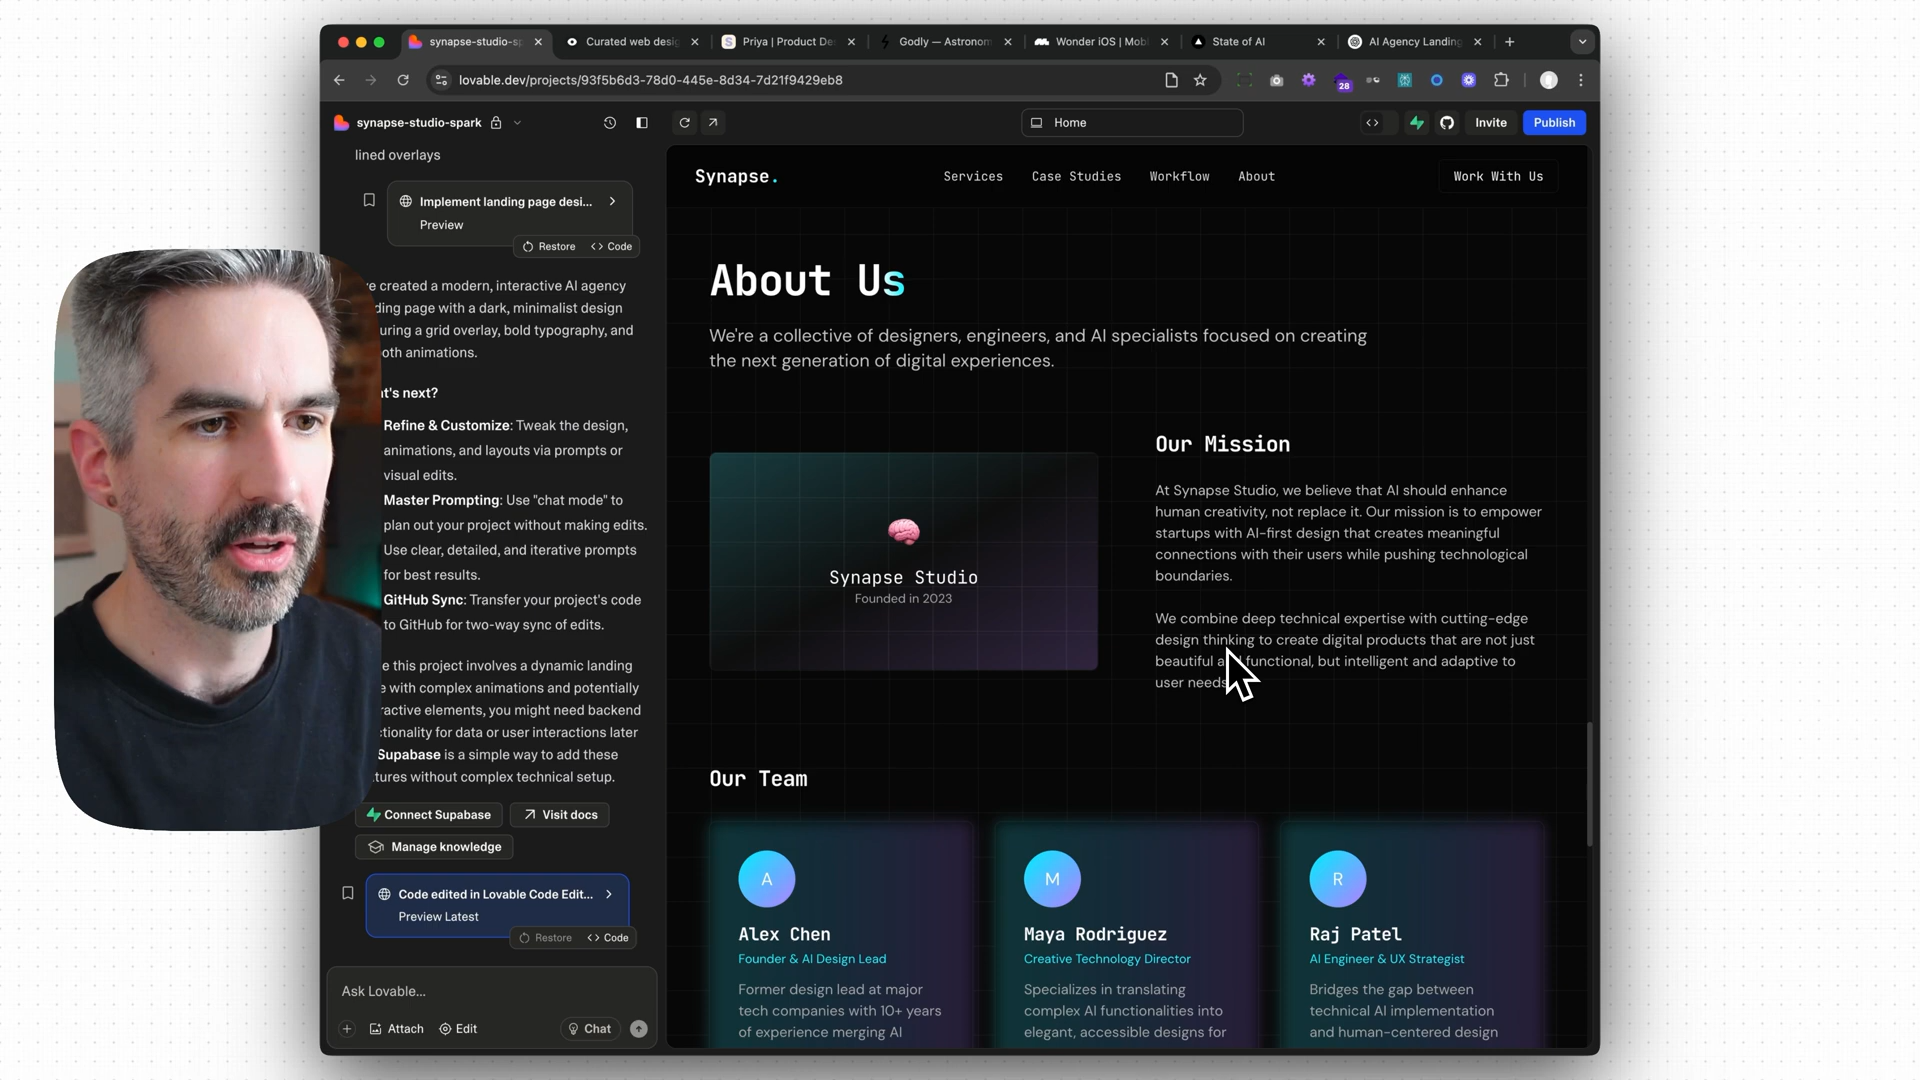 synapse-studio-sp
Curated web desig
Priya | Product De
Godly — Astronom
Wonder iOS | Mobl
State of AI
AI Agency Landing
lovable.dev/projects/93f5b6d3-78d0-445e-8d34-7d21f9429eb8
28
synapse-studio-spark
Home
Invite
Publish
lined overlays
Implement landing page desi...
Preview
Restore
Code
created a modern, interactive AI agency
page with a dark, minimalist design
a grid overlay, bold typography, and
animations.
next?
Refine & Customize: Tweak the design,
animations, and layouts via prompts or
visual edits.
Master Prompting: Use "chat mode" to
plan out your project without making edits.
Use clear, detailed, and iterative prompts
for best results.
GitHub Sync: Transfer your project's code
to GitHub for two-way sync of edits.
this project involves a dynamic landing
with complex animations and potentially
elements, you might need backend
for data or user interactions later
Supabase is a simple way to add these
without complex technical setup.
Connect Supabase
Visit docs
Manage knowledge
Code edited in Lovable Code Edit...
Preview Latest
Restore
Code
Ask Lovable...
Attach
Edit
Chat
Synapse.
Services
Case Studies
Workflow
About
Work With Us
About Us
We're a collective of designers, engineers, and AI specialists focused on creating
the next generation of digital experiences.
Synapse Studio
Founded in 2023
Our Mission
At Synapse Studio, we believe that AI should enhance
human creativity, not replace it. Our mission is to empower
startups with AI-first design that creates meaningful
connections with their users while pushing technological
boundaries.
We combine deep technical expertise with cutting-edge
design thinking to create digital products that are not just
beautiful and functional, but intelligent and adaptive to
user needs
Our Team
A
Alex Chen
Founder & AI Design Lead
Former design lead at major
tech companies with 10+ years
of experience merging AI
M
Maya Rodriguez
Creative Technology Director
Specializes in translating
complex AI functionalities into
elegant, accessible designs for
R
Raj Patel
AI Engineer & UX Strategist
Bridges the gap between
technical AI implementation
and human-centered design